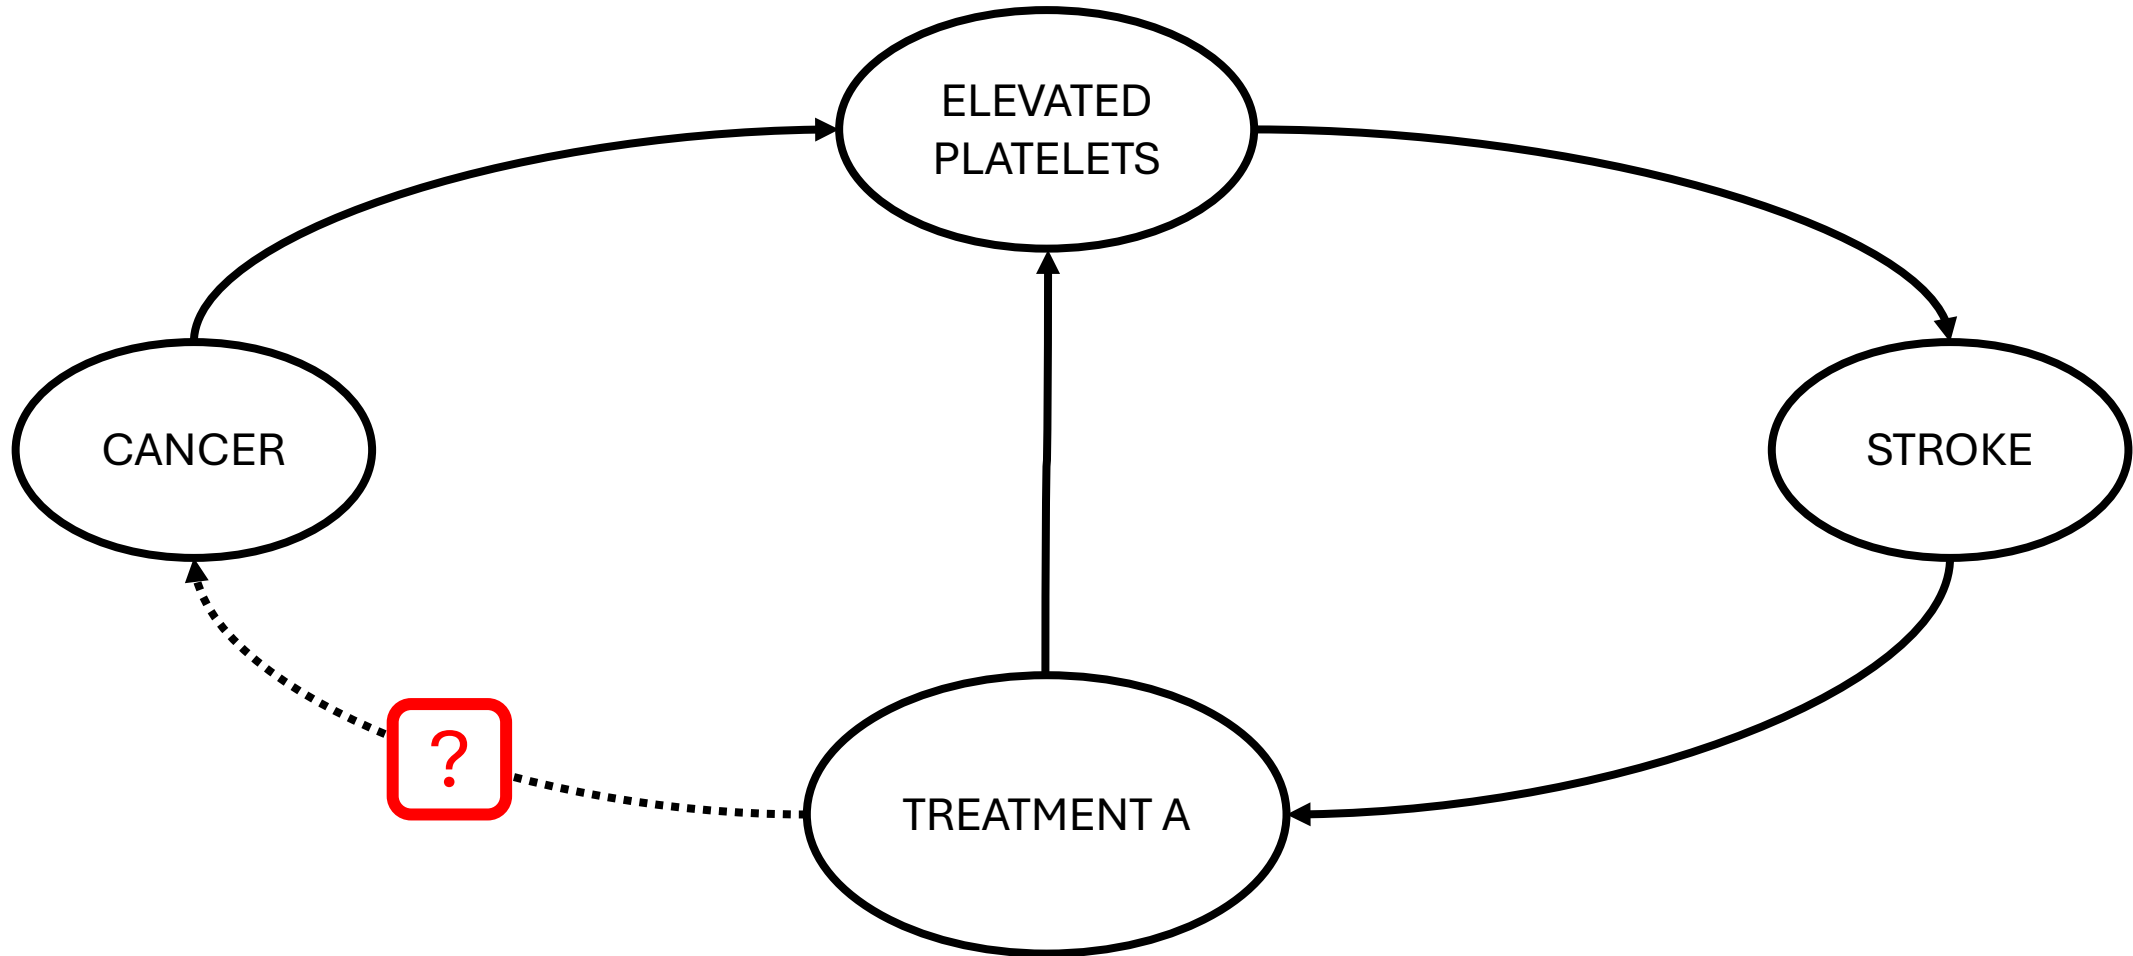 ELEVATED
PLATELETS
CANCER
STROKE
?
TREATMENT A